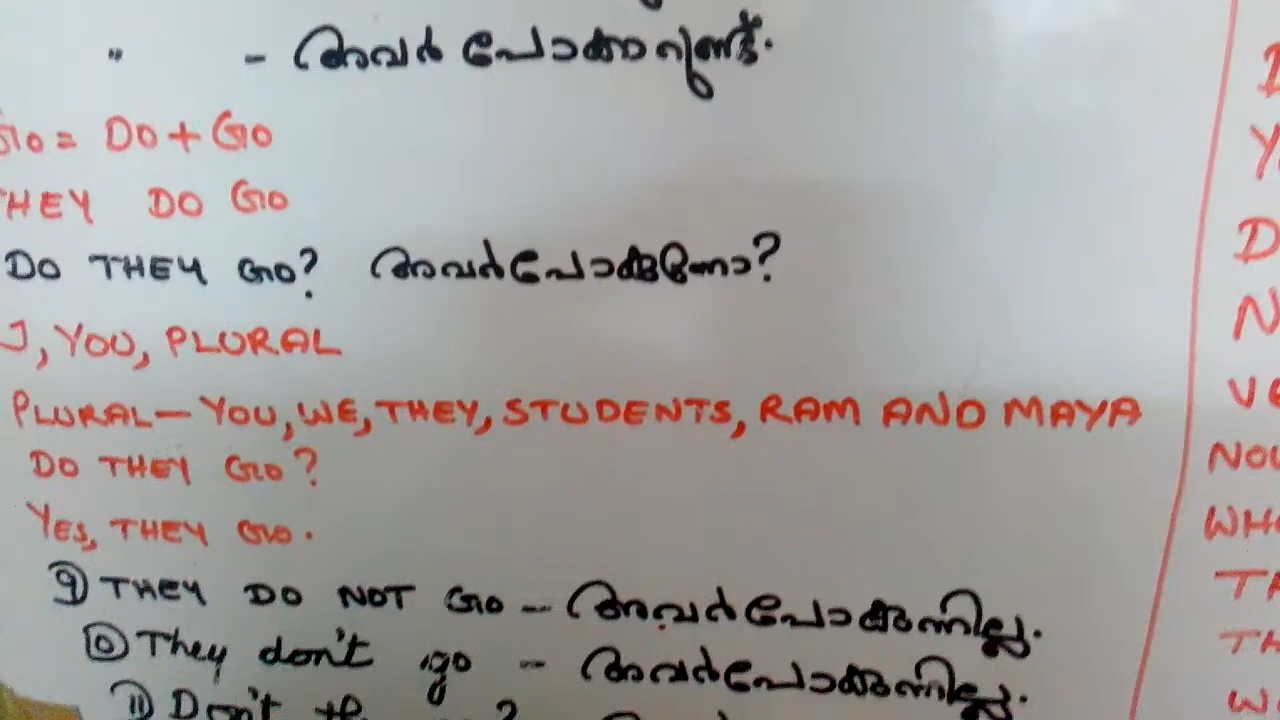 " - അവർ പോകാറുണ്ട്.
GO = DO + GO
THEY DO GO
DO THEY GO? അവർ പോകുന്നോ?
I, YOU, PLURAL
PLURAL — YOU, WE, THEY, STUDENTS, RAM AND MAYA
DO THEY GO?
YES, THEY GO.
9) THEY DO NOT GO - അവർ പോകുന്നില്ല.
10) They don't go - അവർ പോകുന്നില്ല.
11) Don't